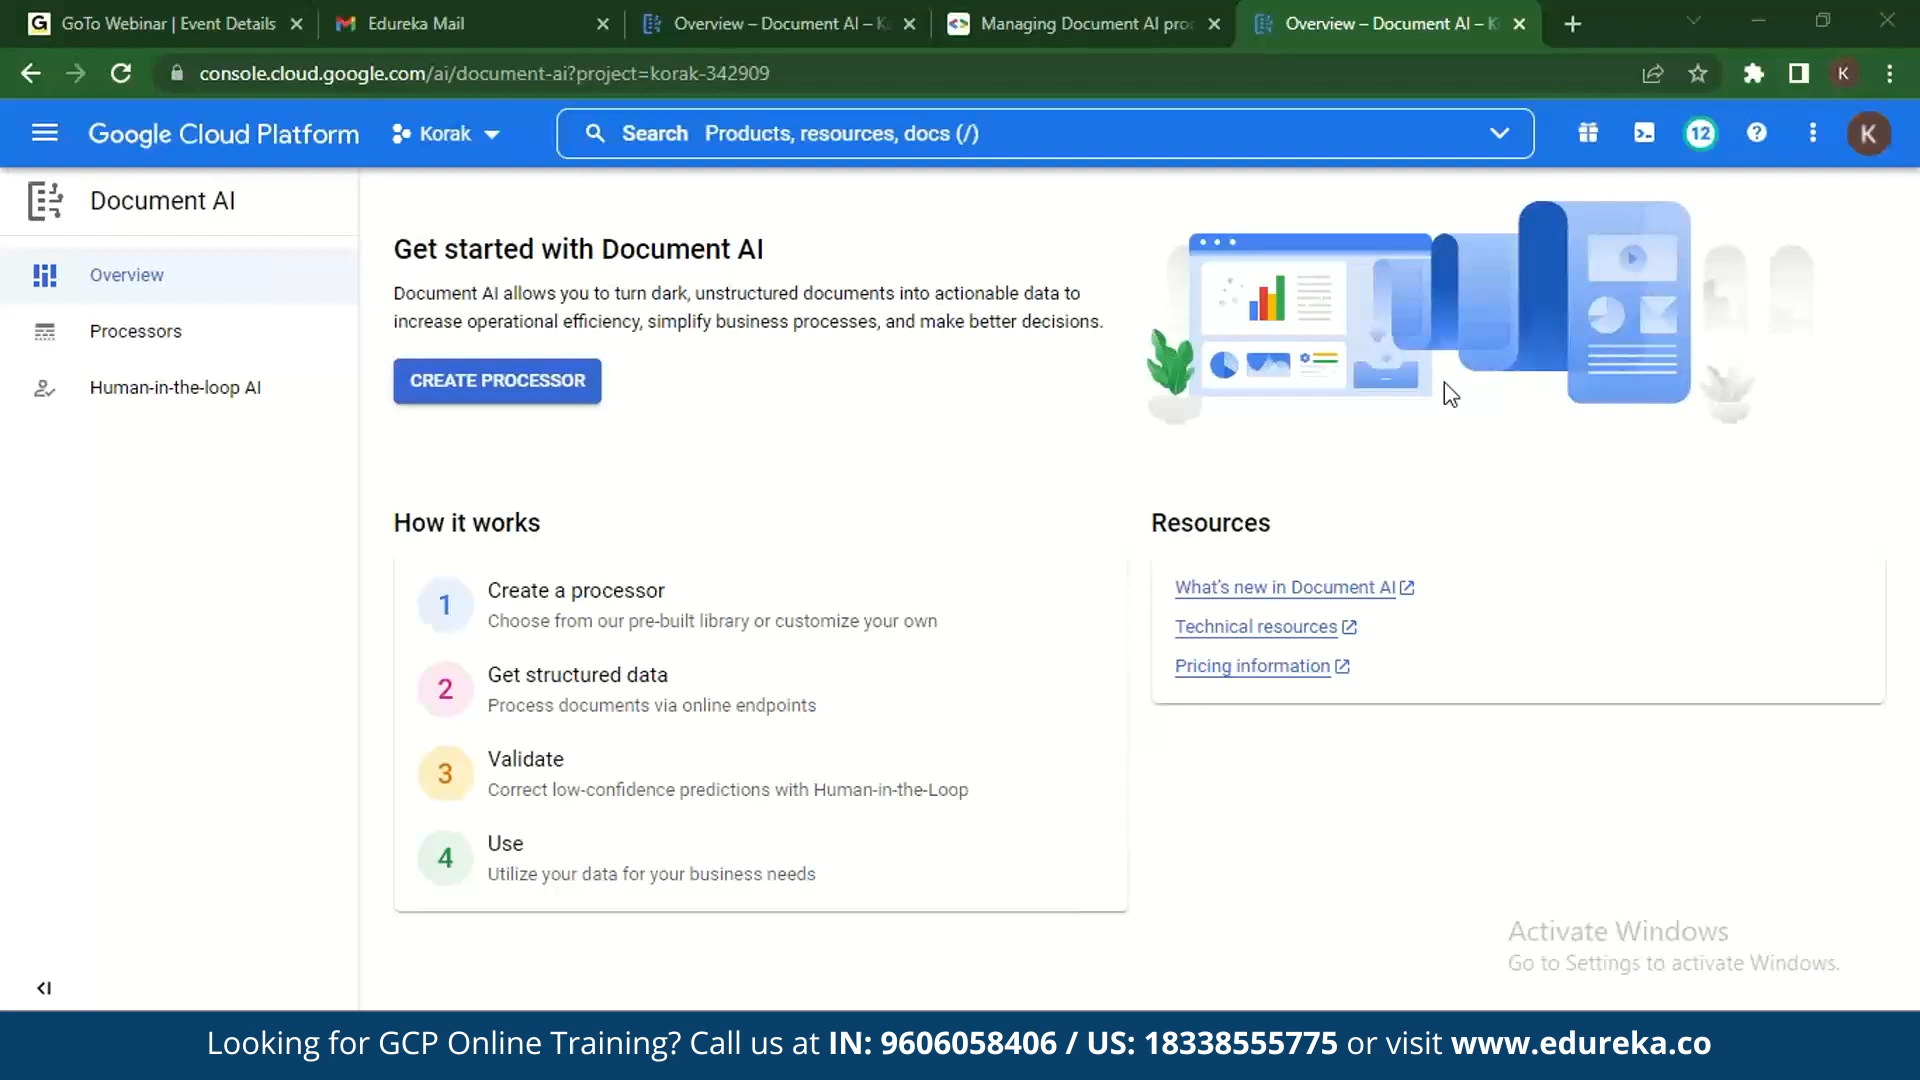 GoTo Webinar | Event Details
Edureka Mail
Overview – Document AI – K
Managing Document AI pro
Overview – Document AI – K
console.cloud.google.com/ai/document-ai?project=korak-342909
K
Google Cloud Platform
Korak
Search Products, resources, docs (/)
12
K
Document AI
Overview
Processors
Human-in-the-loop AI
Get started with Document AI
Document AI allows you to turn dark, unstructured documents into actionable data to
increase operational efficiency, simplify business processes, and make better decisions.
CREATE PROCESSOR
How it works
1
Create a processor
Choose from our pre-built library or customize your own
2
Get structured data
Process documents via online endpoints
3
Validate
Correct low-confidence predictions with Human-in-the-Loop
4
Use
Utilize your data for your business needs
Resources
What's new in Document AI
Technical resources
Pricing information
Activate Windows
Go to Settings to activate Windows.
Looking for GCP Online Training? Call us at IN: 9606058406 / US: 18338555775 or visit www.edureka.co